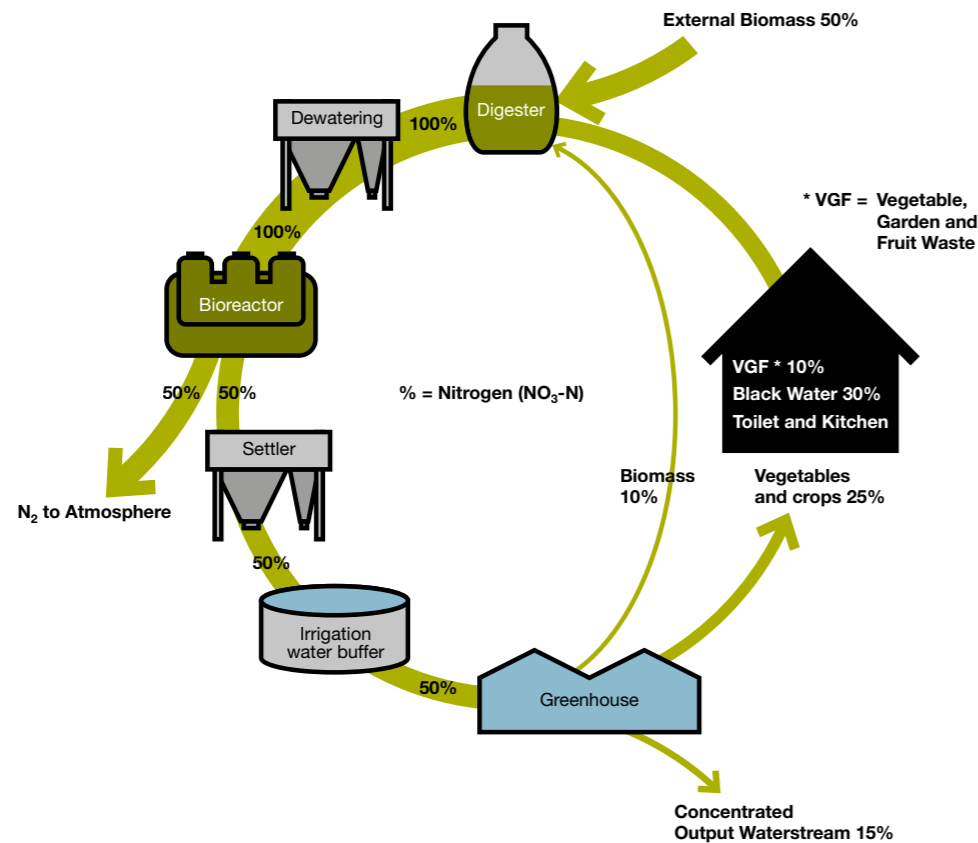 External Biomass 50%
Digester
Dewatering
100%
* VGF = Vegetable,
Garden and
Fruit Waste
100%
Bioreactor
VGF * 10%
Black Water 30%
Toilet and Kitchen
50%
50%
% = Nitrogen (NO₃-N)
Settler
Biomass
10%
Vegetables
and crops 25%
N₂ to Atmosphere
50%
Irrigation
water buffer
50%
Greenhouse
Concentrated
Output Waterstream 15%